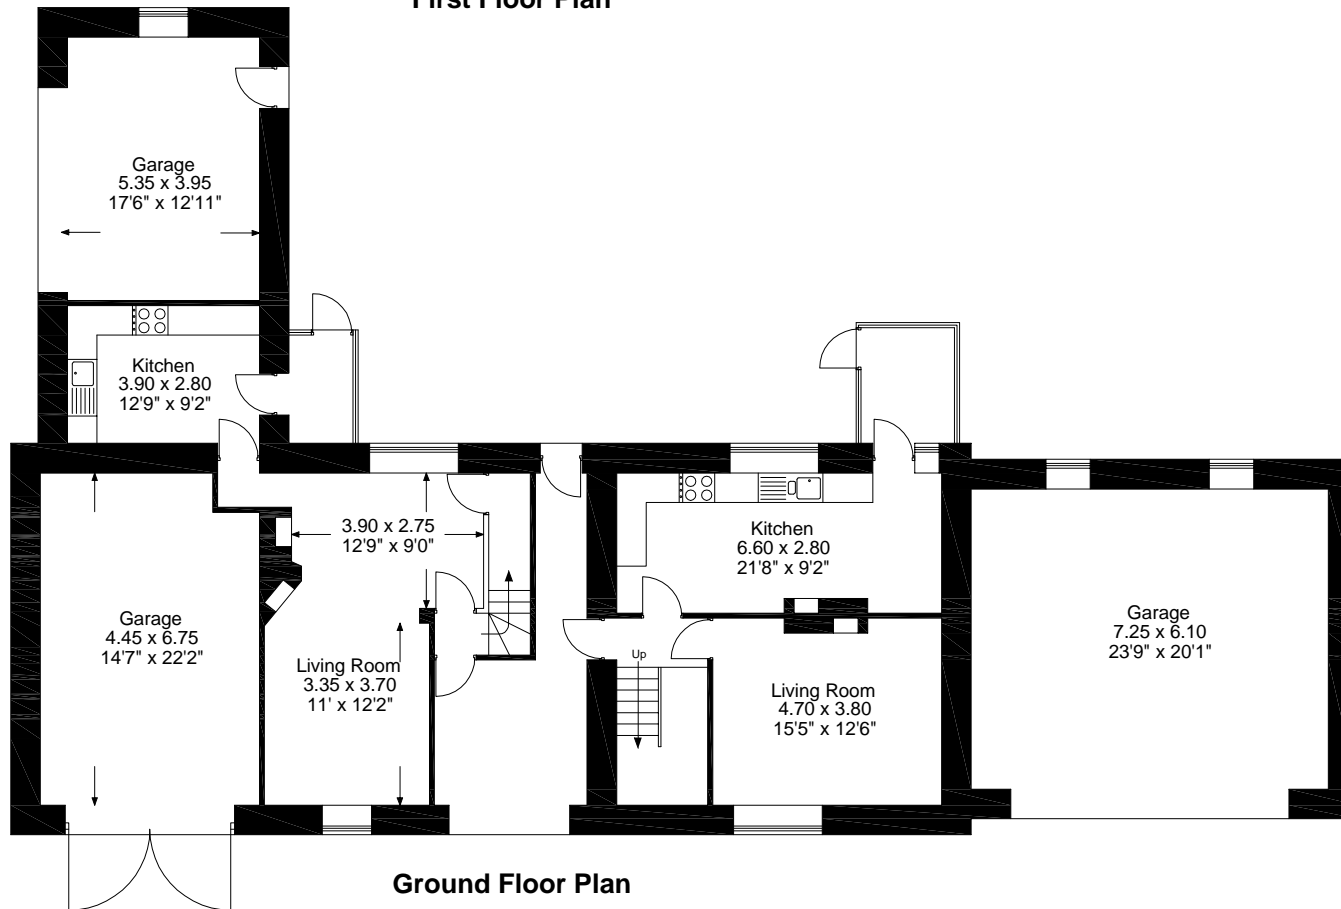 First Floor Plan
Garage
5.35 x 3.95
17'6" x 12'11"
Kitchen
3.90 x 2.80
12'9" x 9'2"
3.90 x 2.75
12'9" x 9'0"
Kitchen
6.60 x 2.80
21'8" x 9'2"
Garage
4.45 x 6.75
14'7" x 22'2"
Living Room
3.35 x 3.70
11' x 12'2"
Up
Living Room
4.70 x 3.80
15'5" x 12'6"
Garage
7.25 x 6.10
23'9" x 20'1"
Ground Floor Plan